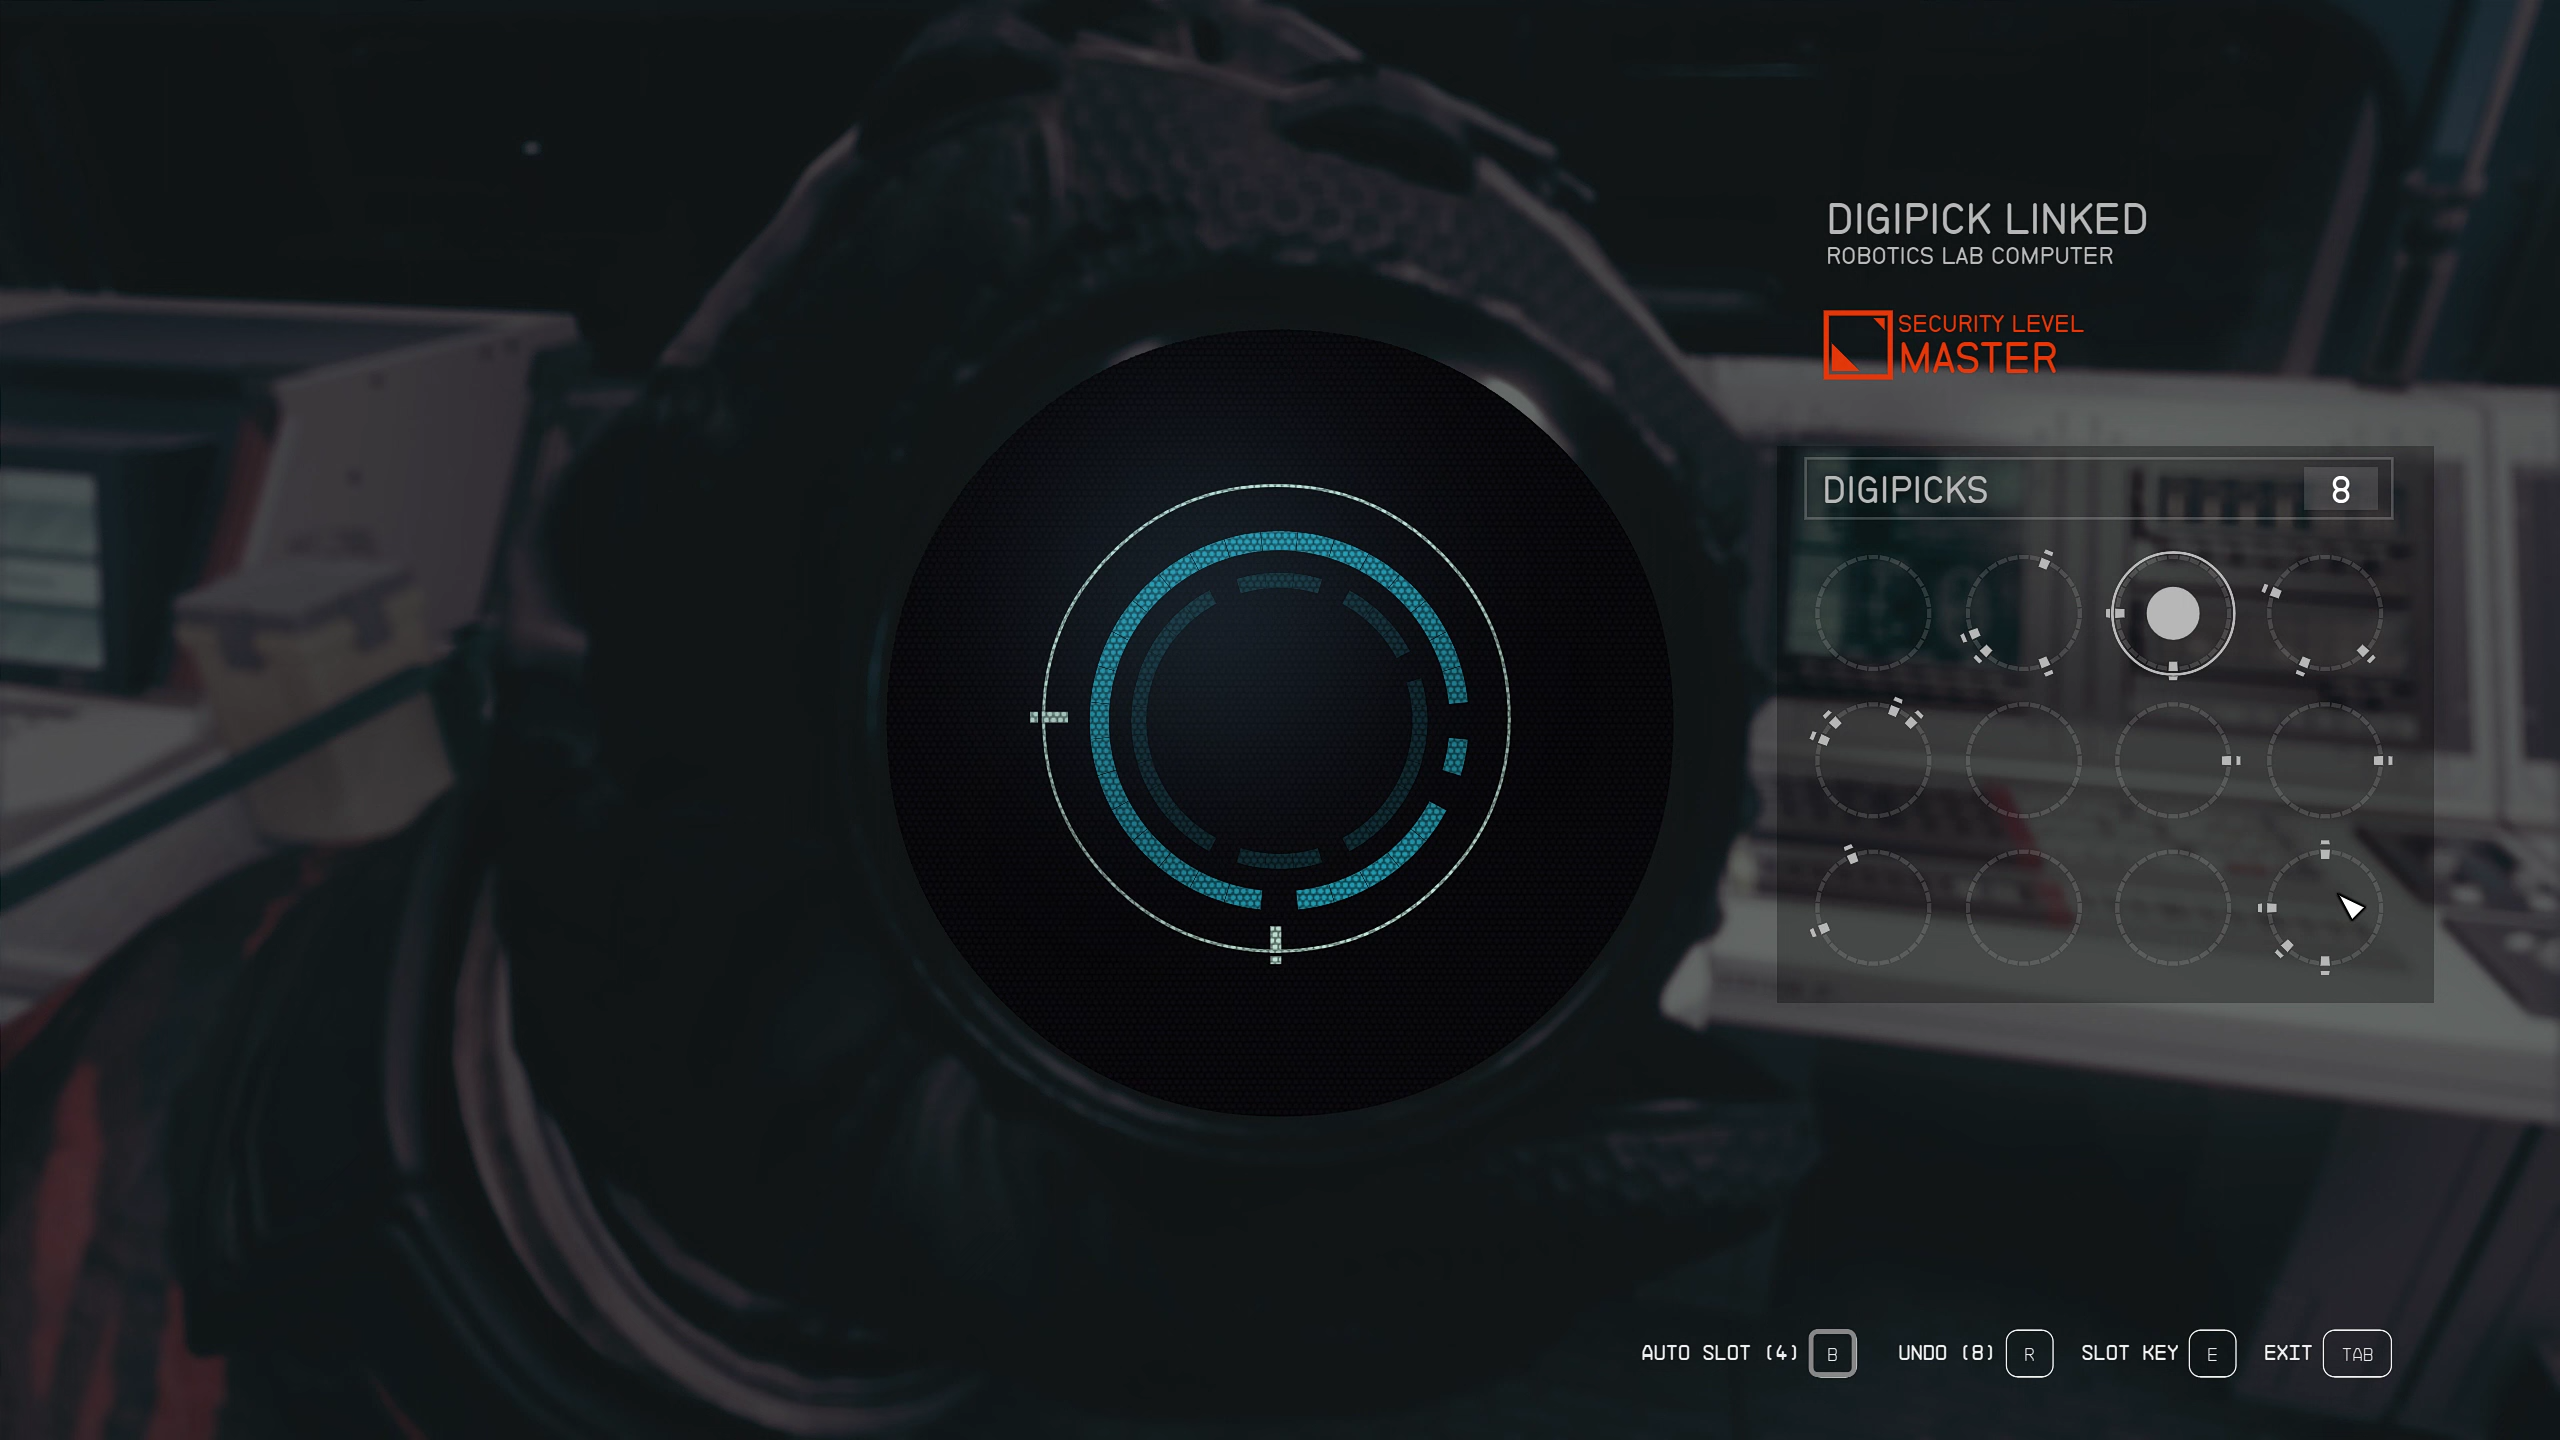 DIGIPICK LINKED
ROBOTICS LAB COMPUTER
SECURITY LEVEL
MASTER
DIGIPICKS 8
AUTO SLOT (4) B UNDO (8) R SLOT KEY E EXIT TAB